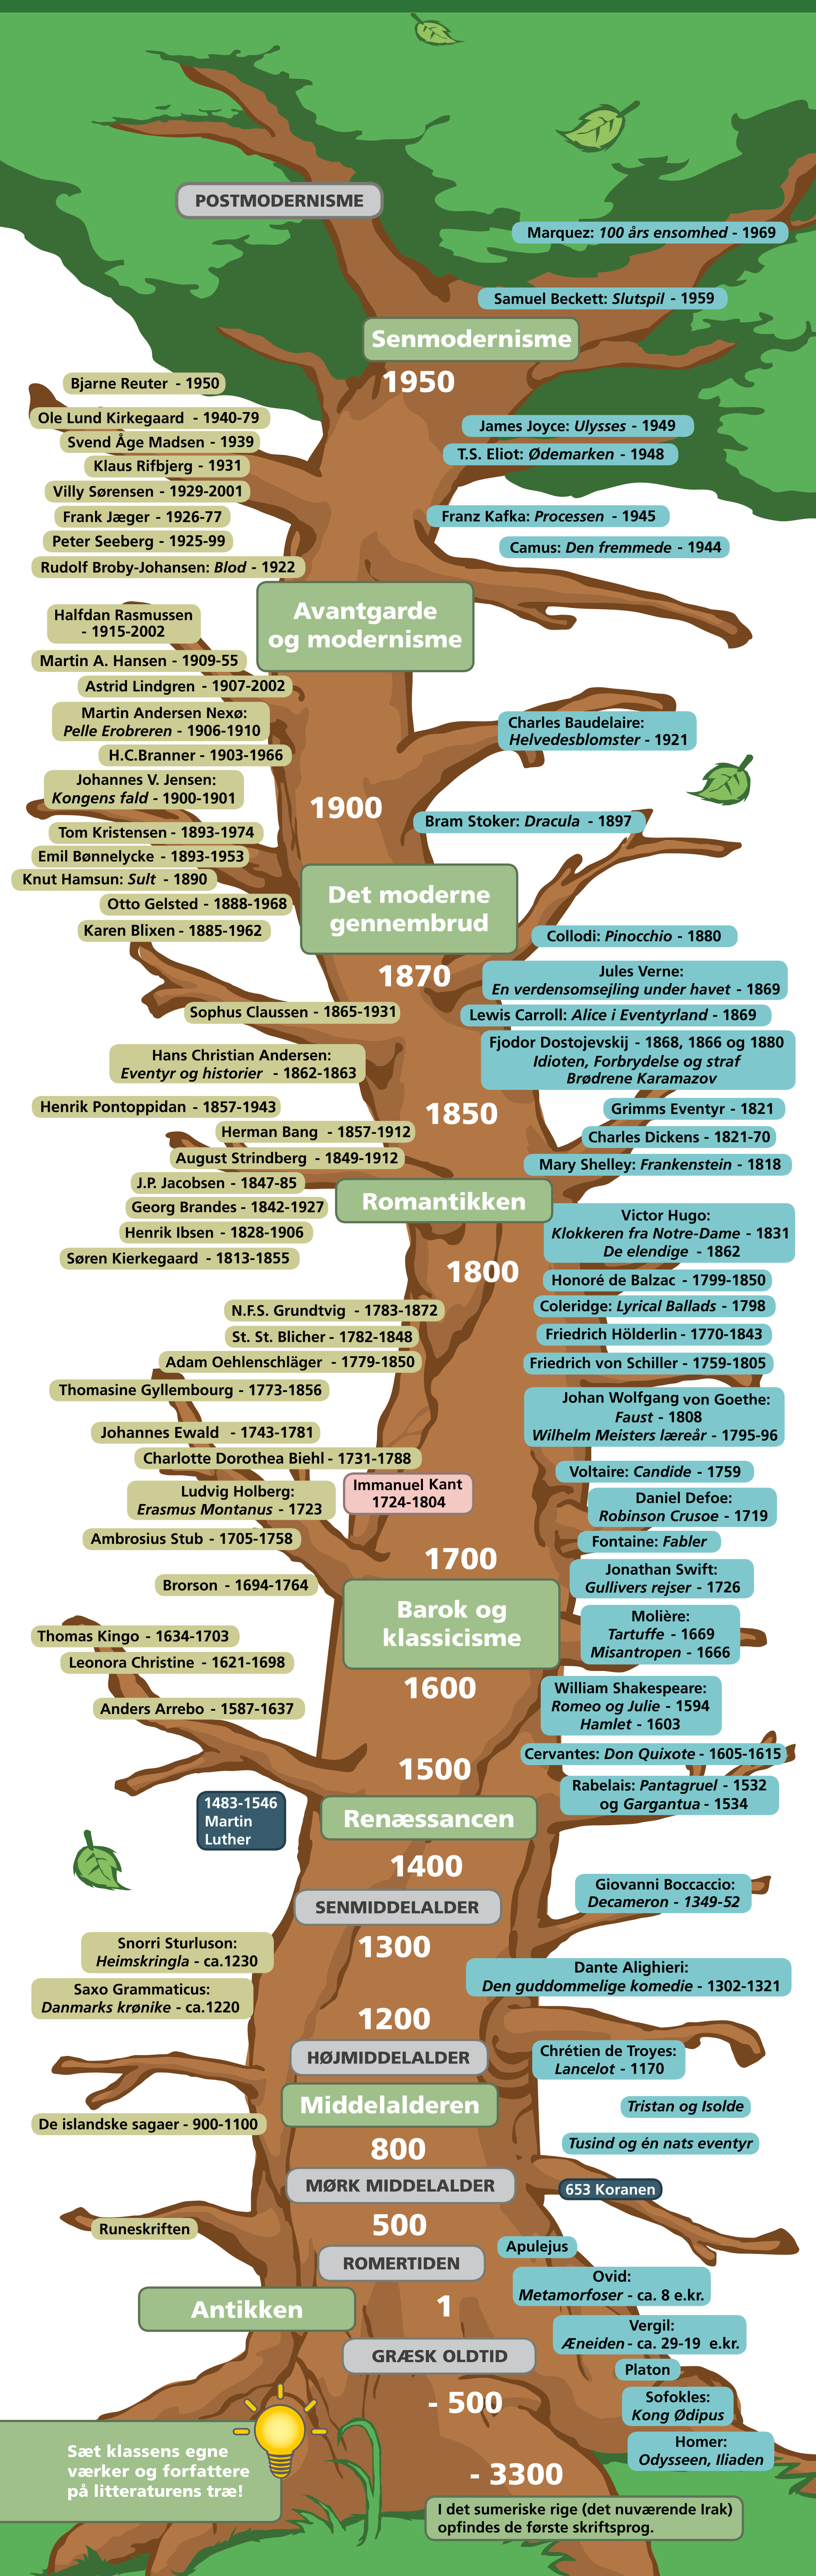 POSTMODERNISME
Marquez: 100 års ensomhed - 1969
Samuel Beckett: Slutspil - 1959
Senmodernisme
1950
Bjarne Reuter - 1950
Ole Lund Kirkegaard - 1940-79
Svend Åge Madsen - 1939
Klaus Rifbjerg - 1931
Villy Sørensen - 1929-2001
Frank Jæger - 1926-77
Peter Seeberg - 1925-99
Rudolf Broby-Johansen: Blod - 1922
James Joyce: Ulysses - 1949
T.S. Eliot: Ødemarken - 1948
Franz Kafka: Processen - 1945
Camus: Den fremmede - 1944
Avantgarde
og modernisme
Halfdan Rasmussen
- 1915-2002
Martin A. Hansen - 1909-55
Astrid Lindgren - 1907-2002
Martin Andersen Nexø:
Pelle Erobreren - 1906-1910
H.C.Branner - 1903-1966
Johannes V. Jensen:
Kongens fald - 1900-1901
Charles Baudelaire:
Helvedesblomster - 1921
1900
Bram Stoker: Dracula - 1897
Tom Kristensen - 1893-1974
Emil Bønnelycke - 1893-1953
Knut Hamsun: Sult - 1890
Otto Gelsted - 1888-1968
Karen Blixen - 1885-1962
Det moderne
gennembrud
Collodi: Pinocchio - 1880
1870
Jules Verne:
En verdensomsejling under havet - 1869
Sophus Claussen - 1865-1931
Lewis Carroll: Alice i Eventyrland - 1869
Hans Christian Andersen:
Eventyr og historier - 1862-1863
Fjodor Dostojevskij - 1868, 1866 og 1880
Idioten, Forbrydelse og straf
Brødrene Karamazov
Henrik Pontoppidan - 1857-1943
1850
Grimms Eventyr - 1821
Herman Bang - 1857-1912
Charles Dickens - 1821-70
August Strindberg - 1849-1912
Mary Shelley: Frankenstein - 1818
J.P. Jacobsen - 1847-85
Georg Brandes - 1842-1927
Henrik Ibsen - 1828-1906
Søren Kierkegaard - 1813-1855
Romantikken
Victor Hugo:
Klokkeren fra Notre-Dame - 1831
De elendige - 1862
1800
Honoré de Balzac - 1799-1850
N.F.S. Grundtvig - 1783-1872
Coleridge: Lyrical Ballads - 1798
St. St. Blicher - 1782-1848
Friedrich Hölderlin - 1770-1843
Adam Oehlenschläger - 1779-1850
Friedrich von Schiller - 1759-1805
Thomasine Gyllembourg - 1773-1856
Johan Wolfgang von Goethe:
Faust - 1808
Wilhelm Meisters læreår - 1795-96
Johannes Ewald - 1743-1781
Charlotte Dorothea Biehl - 1731-1788
Voltaire: Candide - 1759
Ludvig Holberg:
Erasmus Montanus - 1723
Immanuel Kant
1724-1804
Daniel Defoe:
Robinson Crusoe - 1719
Ambrosius Stub - 1705-1758
Fontaine: Fabler
1700
Jonathan Swift:
Gullivers rejser - 1726
Brorson - 1694-1764
Barok og
klassicisme
Molière:
Tartuffe - 1669
Misantropen - 1666
Thomas Kingo - 1634-1703
Leonora Christine - 1621-1698
1600
William Shakespeare:
Romeo og Julie - 1594
Hamlet - 1603
Anders Arrebo - 1587-1637
Cervantes: Don Quixote - 1605-1615
1500
Rabelais: Pantagruel - 1532
og Gargantua - 1534
1483-1546
Martin
Luther
Renæssancen
1400
Giovanni Boccaccio:
Decameron - 1349-52
SENMIDDELALDER
Snorri Sturluson:
Heimskringla - ca.1230
1300
Dante Alighieri:
Den guddommelige komedie - 1302-1321
Saxo Grammaticus:
Danmarks krønike - ca.1220
1200
HØJMIDDELALDER
Chrétien de Troyes:
Lancelot - 1170
Middelalderen
Tristan og Isolde
De islandske sagaer - 900-1100
800
Tusind og én nats eventyr
MØRK MIDDELALDER
653 Koranen
500
Runeskriften
Apulejus
ROMERTIDEN
Ovid:
Metamorfoser - ca. 8 e.kr.
Antikken
1
Vergil:
Æneiden - ca. 29-19 e.kr.
GRÆSK OLDTID
Platon
- 500
Sofokles:
Kong Ødipus
Homer:
Odysseen, Iliaden
Sæt klassens egne
værker og forfattere
på litteraturens træ!
- 3300
I det sumeriske rige (det nuværende Irak)
opfindes de første skriftsprog.